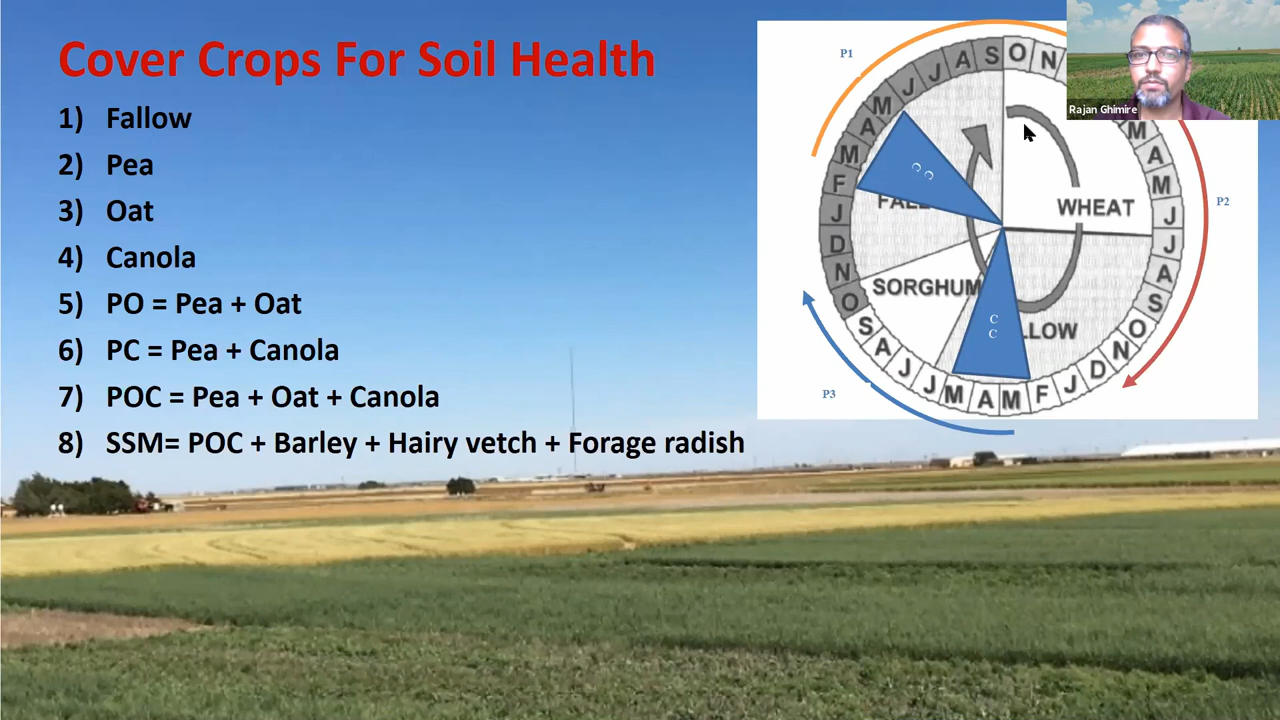 Cover Crops For Soil Health
1) Fallow
2) Pea
3) Oat
4) Canola
5) PO = Pea + Oat
6) PC = Pea + Canola
7) POC = Pea + Oat + Canola
8) SSM= POC + Barley + Hairy vetch + Forage radish
P1
P2
P3
Rajan Ghimire
O N
M A M J J A S O N D J F M A M J J A S O N D J F M A M J J A S
WHEAT
LLOW
SORGHUM
FALL
C C
C
C